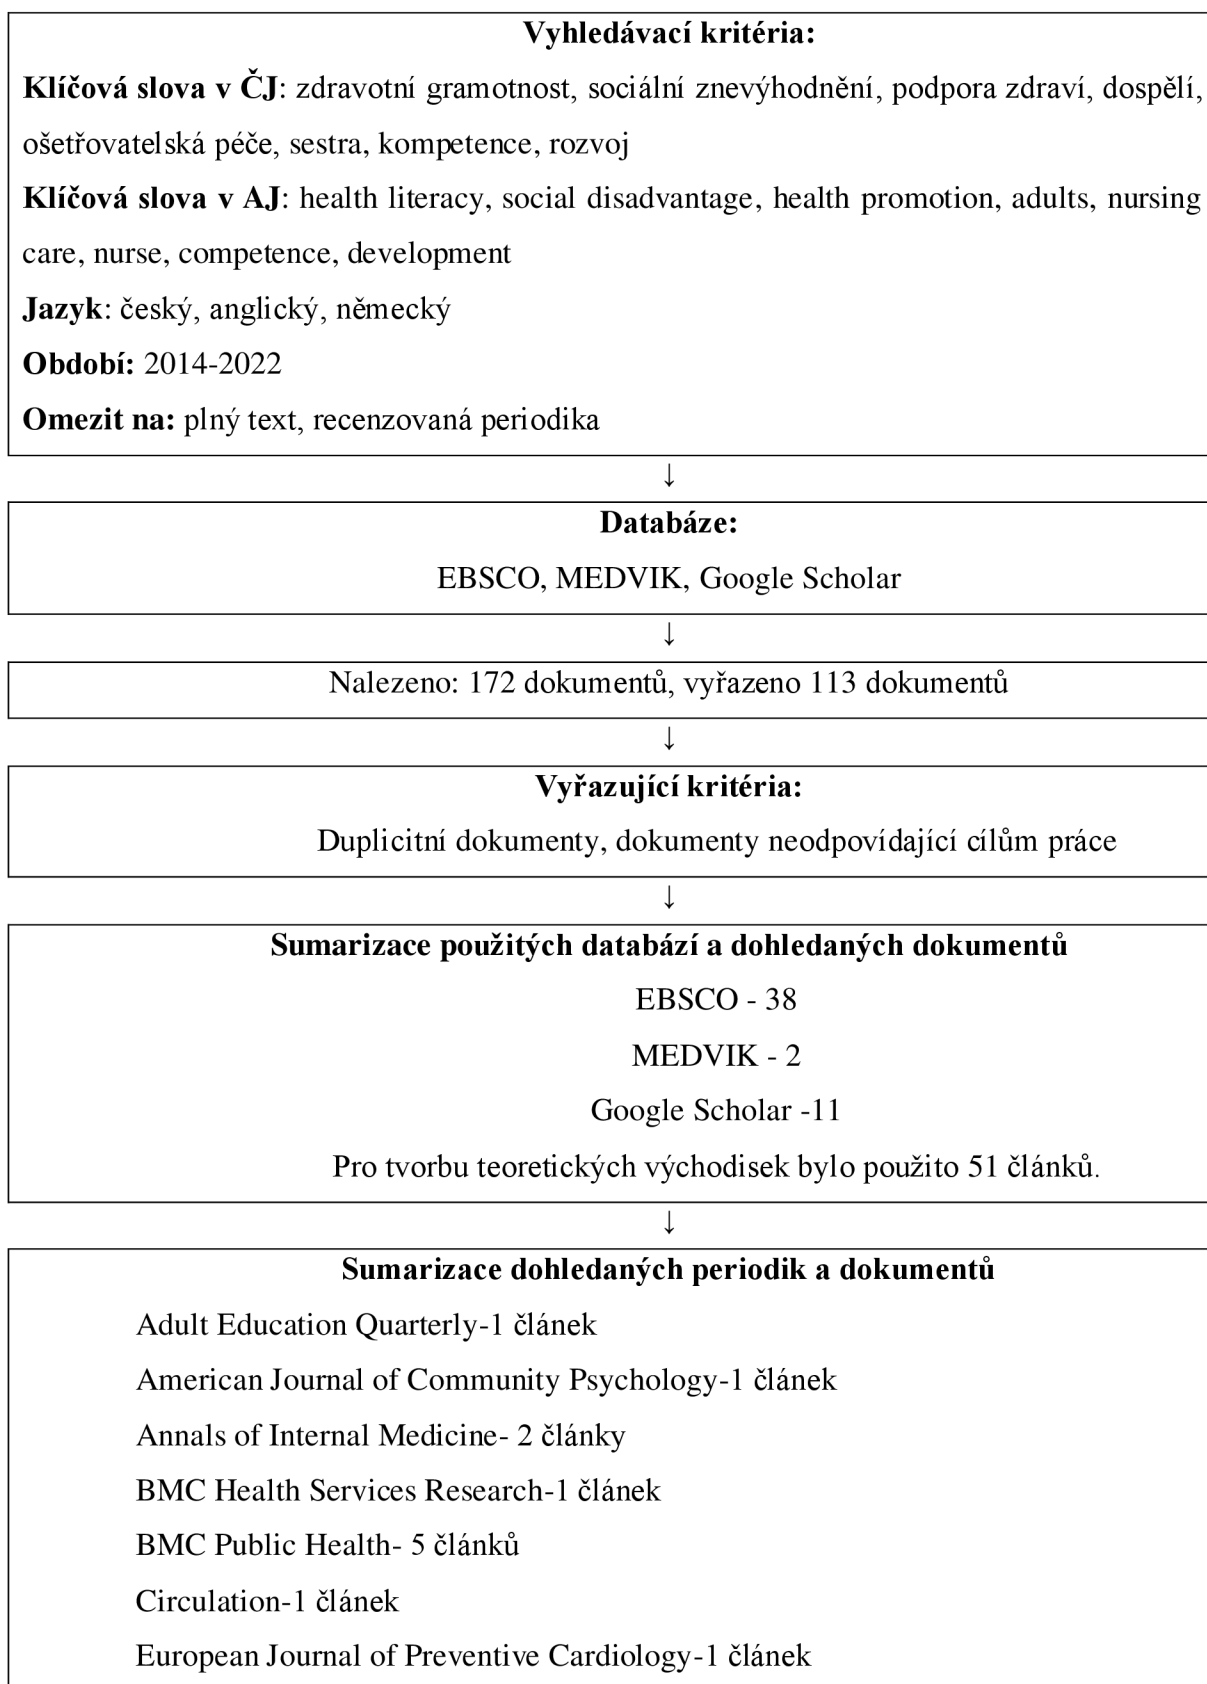 Vyhledávací kritéria:
Klíčová slova v ČJ: zdravotní gramotnost, sociální znevýhodnění, podpora zdraví, dospělí,
ošetřovatelská péče, sestra, kompetence, rozvoj
Klíčová slova v AJ: health literacy, social disadvantage, health promotion, adults, nursing
care, nurse, competence, development
Jazyk: český, anglický, německý
Období: 2014-2022
Omezit na: plný text, recenzovaná periodika
↓
Databáze:
EBSCO, MEDVIK, Google Scholar
↓
Nalezeno: 172 dokumentů, vyřazeno 113 dokumentů
↓
Vyřazující kritéria:
Duplicitní dokumenty, dokumenty neodpovídající cílům práce
↓
Sumarizace použitých databází a dohledaných dokumentů
EBSCO - 38
MEDVIK - 2
Google Scholar -11
Pro tvorbu teoretických východisek bylo použito 51 článků.
↓
Sumarizace dohledaných periodik a dokumentů
Adult Education Quarterly-1 článek
American Journal of Community Psychology-1 článek
Annals of Internal Medicine- 2 články
BMC Health Services Research-1 článek
BMC Public Health- 5 článků
Circulation-1 článek
European Journal of Preventive Cardiology-1 článek